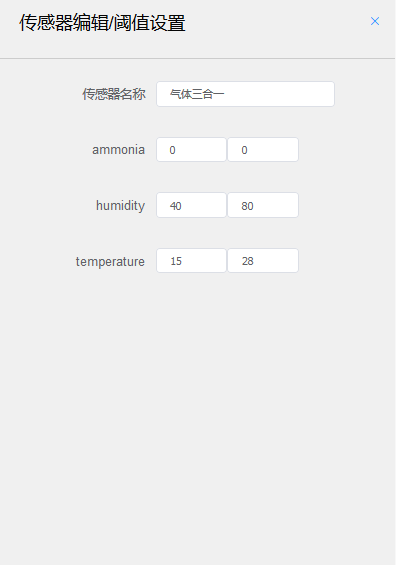 传感器编辑/阈值设置
传感器名称 气体三合一
ammonia 0 0
humidity 40 80
temperature 15 28